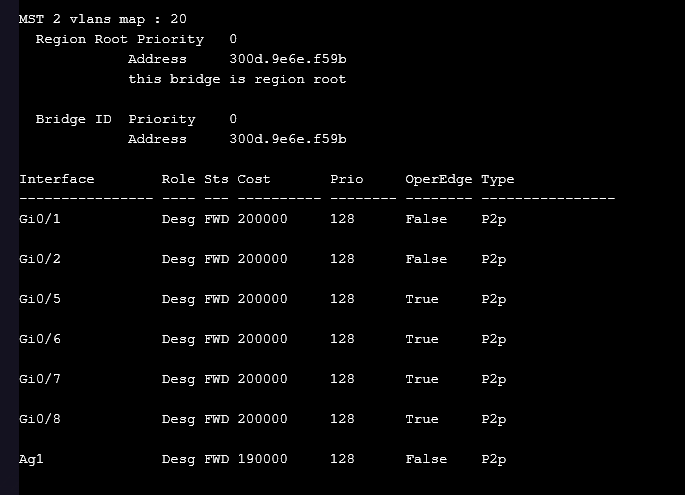 MST 2 vlans map : 20
  Region Root Priority   0
             Address     300d.9e6e.f59b
             this bridge is region root
  Bridge ID  Priority    0
             Address     300d.9e6e.f59b
Interface        Role Sts Cost       Prio     OperEdge Type
---------------- ---- --- ---------- -------- -------- ----------------
Gi0/1            Desg FWD 200000     128      False    P2p
Gi0/2            Desg FWD 200000     128      False    P2p
Gi0/5            Desg FWD 200000     128      True     P2p
Gi0/6            Desg FWD 200000     128      True     P2p
Gi0/7            Desg FWD 200000     128      True     P2p
Gi0/8            Desg FWD 200000     128      True     P2p
Ag1              Desg FWD 190000     128      False    P2p